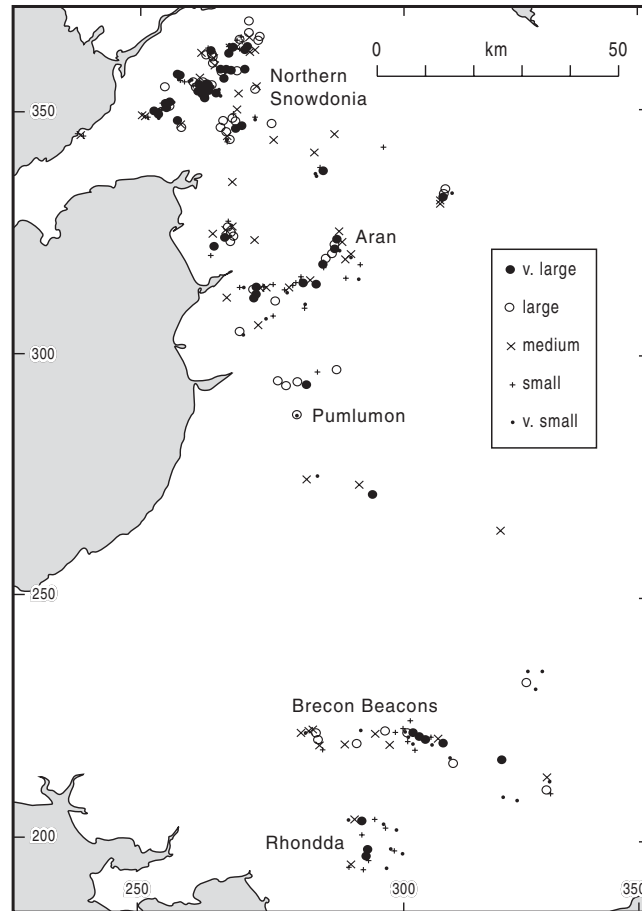 0 km 50
Northern
Snowdonia
350
Aran
v. large
large
medium
small
v. small
300
Pumlumon
250
Brecon Beacons
200
Rhondda
250 300 350